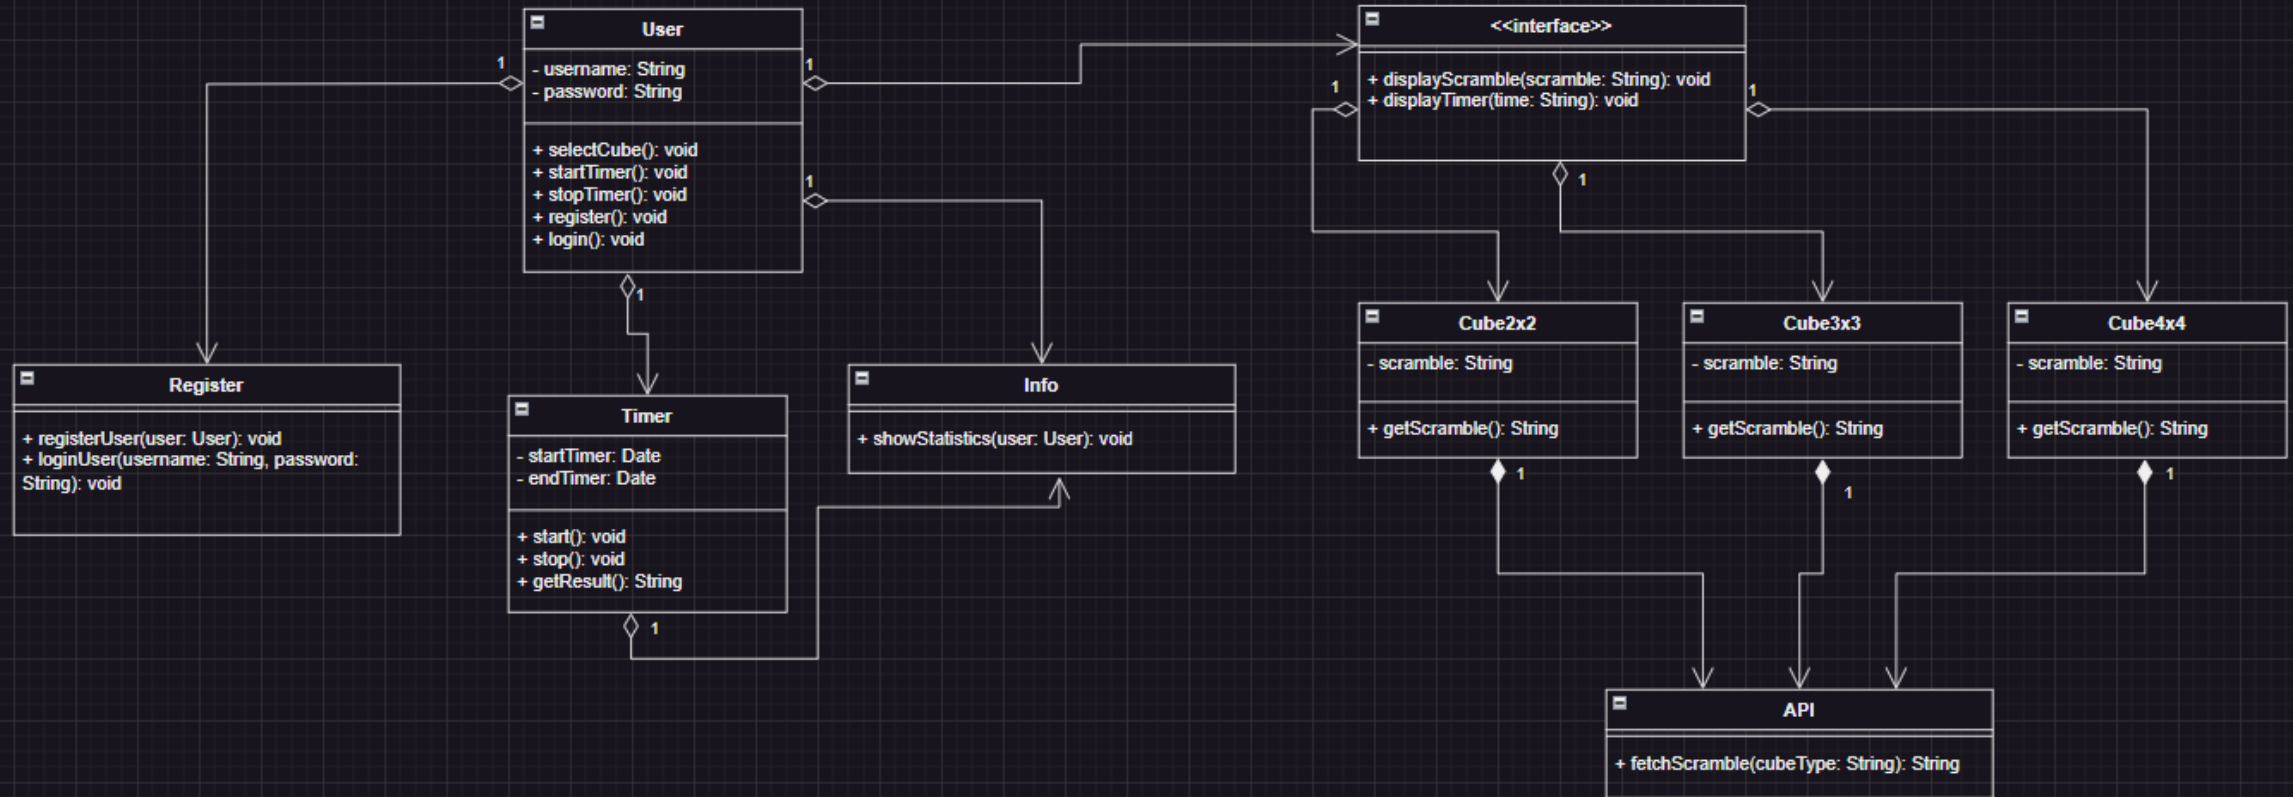 User
- username: String
- password: String
+ selectCube(): void
+ startTimer(): void
+ stopTimer(): void
+ register(): void
+ login(): void
1
1
1
1
<<interface>>
+ displayScramble(scramble: String): void
+ displayTimer(time: String): void
1
1
1
Register
+ registerUser(user: User): void
+ loginUser(username: String, password:
String): void
Timer
- startTimer: Date
- endTimer: Date
+ start(): void
+ stop(): void
+ getResult(): String
1
Info
+ showStatistics(user: User): void
Cube2x2
- scramble: String
+ getScramble(): String
1
Cube3x3
- scramble: String
+ getScramble(): String
1
Cube4x4
- scramble: String
+ getScramble(): String
1
API
+ fetchScramble(cubeType: String): String